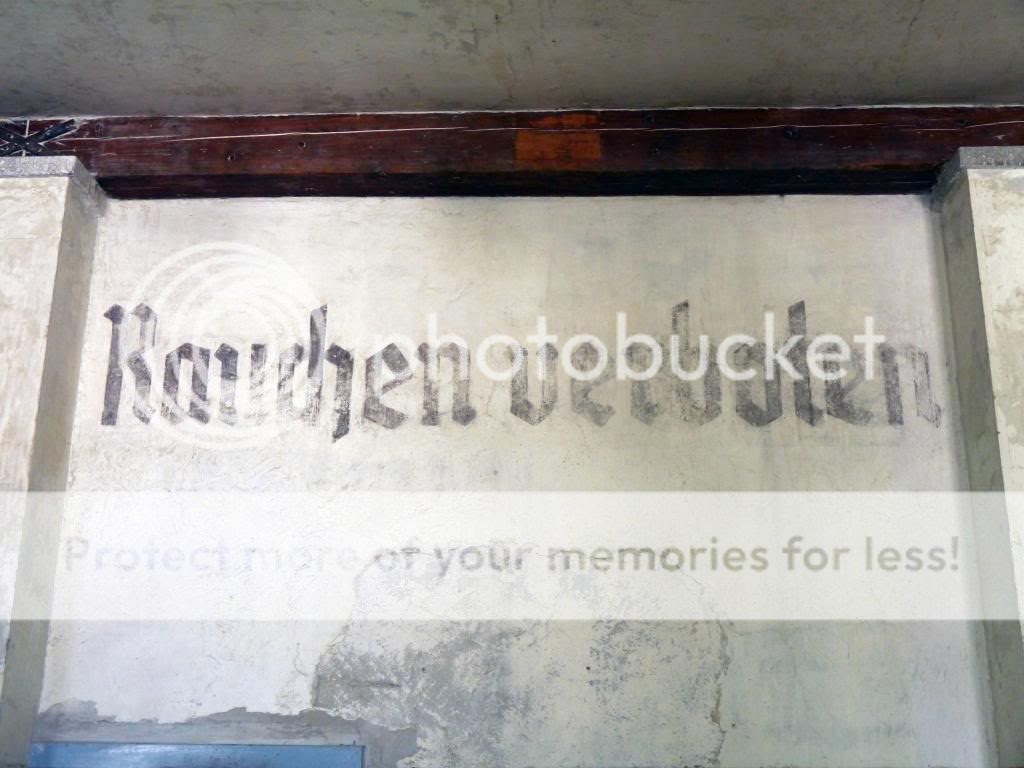 Rauchen verboten
photobucket
Protect more of your memories for less!